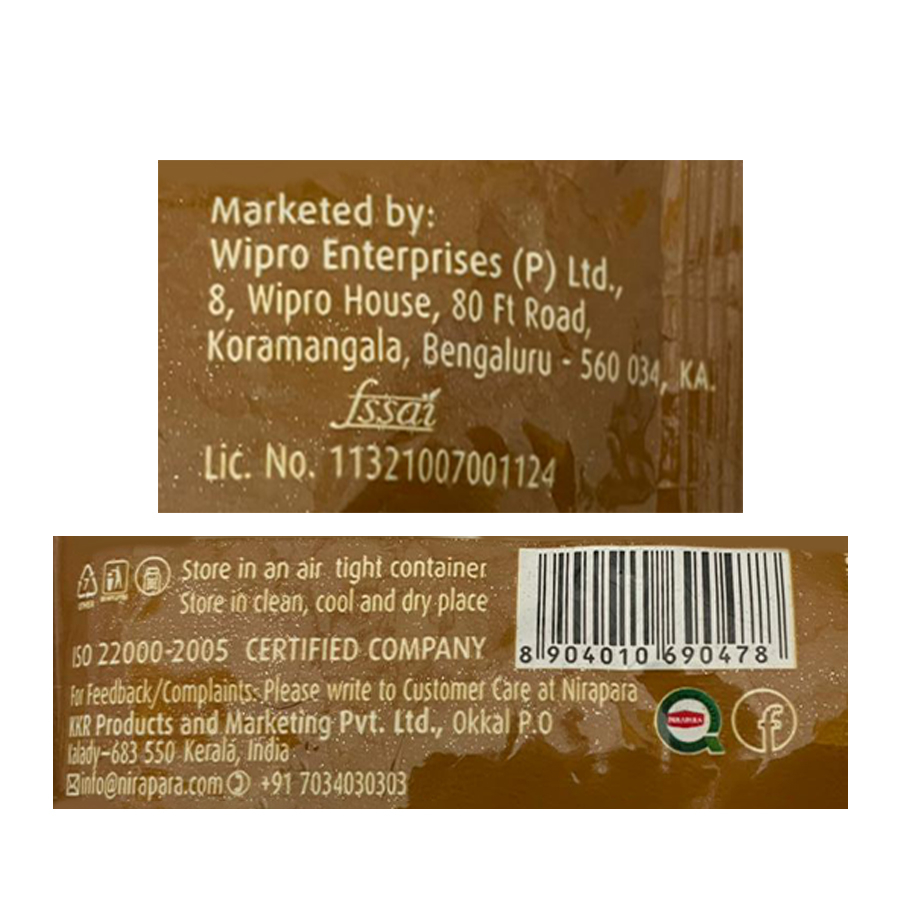 Marketed by:
Wipro Enterprises (P) Ltd.,
8, Wipro House, 80 Ft Road,
Koramangala, Bengaluru - 560 034, KA.
fssai
Lic. No. 11321007001124
Store in an air tight container
Store in clean, cool and dry place
ISO 22000-2005 CERTIFIED COMPANY
8 904010 690478
For Feedback/Complaints: Please write to Customer Care at Nirapara
KKR Products and Marketing Pvt. Ltd., Okkal P.O
Kalady-683 550 Kerala, India
info@nirapara.com +91 7034030303
NIRAPARA
7
OTHER
f